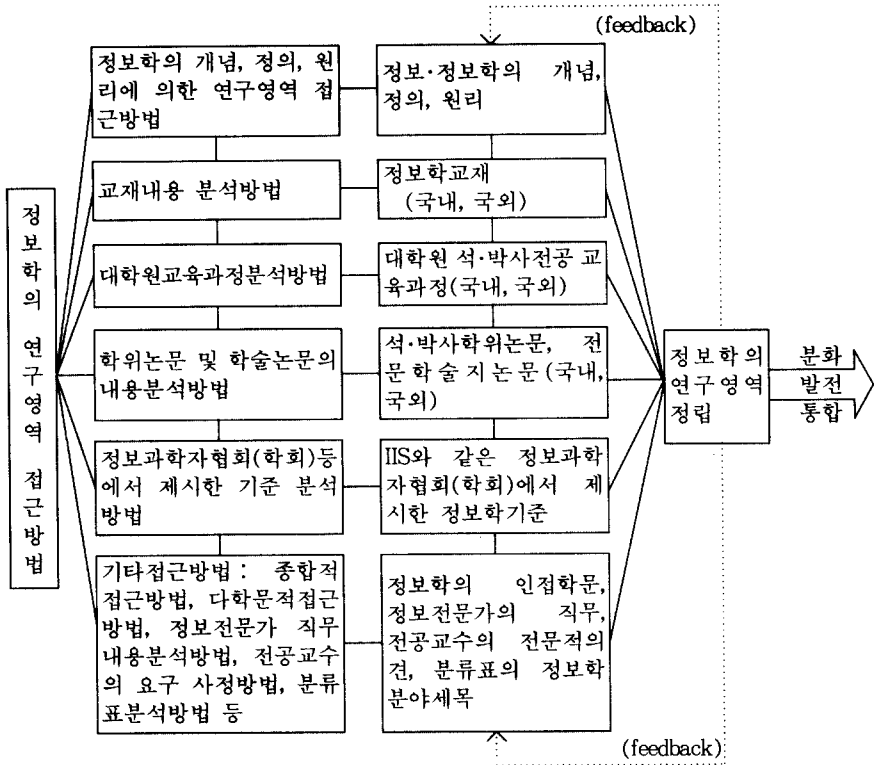 (feedback)
정보학의 개념, 정의, 원
리에 의한 연구영역 접
근방법
정보·정보학의 개념,
정의, 원리
교재내용 분석방법
정보학교재
(국내, 국외)
대학원교육과정분석방법
대학원 석·박사전공 교
육과정(국내, 국외)
정보학의 연구영역 접근방법
학위논문 및 학술논문의
내용분석방법
석·박사학위논문, 전
문학술지논문(국내,
국외)
정보학의
연구영역
정립
분화
발전
통합
정보과학자협회(학회)등
에서 제시한 기준 분석
방법
IIS와 같은 정보과학
자협회(학회)에서 제
시한 정보학기준
기타접근방법 : 종합적
접근방법, 다학문적접근
방법, 정보전문가 직무
내용분석방법, 전공교수
의 요구 사정방법, 분류
표분석방법 등
정보학의 인접학문,
정보전문가의 직무,
전공교수의 전문적의
견, 분류표의 정보학
분야세목
(feedback)